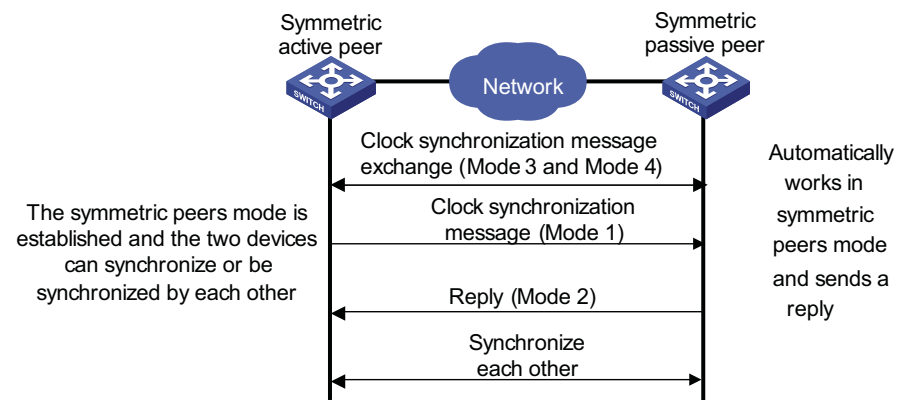 Symmetric
active peer
Symmetric
passive peer
Network
SWITCH
SWITCH
Clock synchronization message
exchange (Mode 3 and Mode 4)
Automatically
works in
symmetric
peers mode
and sends a
reply
The symmetric peers mode is
established and the two devices
can synchronize or be
synchronized by each other
Clock synchronization
message (Mode 1)
Reply (Mode 2)
Synchronize
each other